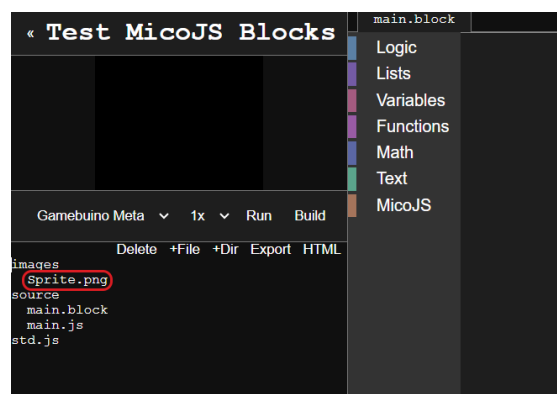 « Test MicoJS Blocks
Gamebuino Meta 1x Run Build
Delete +File +Dir Export HTML
images
Sprite.png
source
main.block
main.js
std.js
main.block
Logic
Lists
Variables
Functions
Math
Text
MicoJS